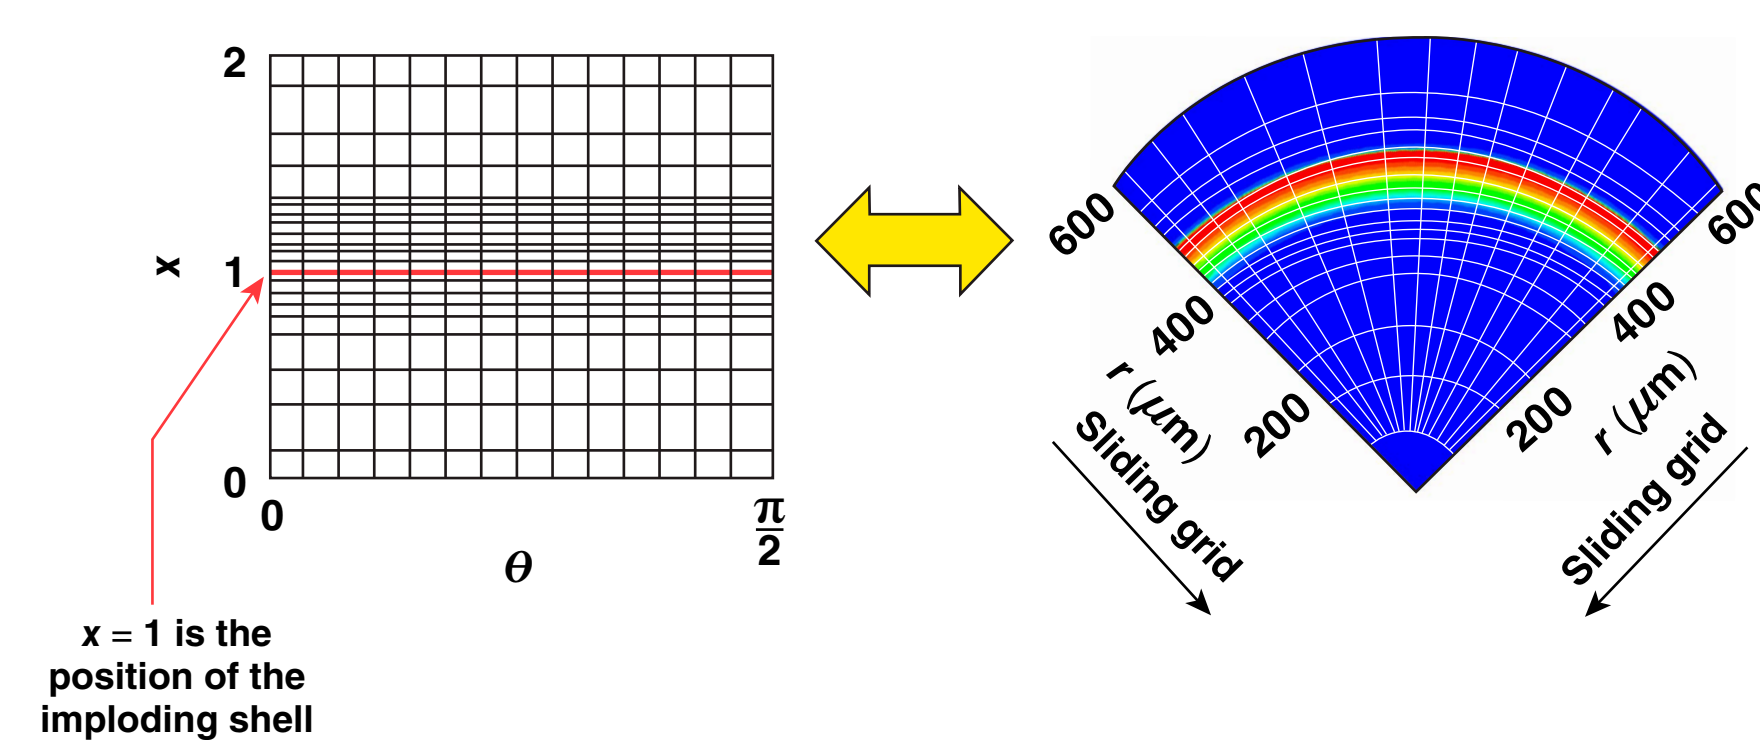 2
x
1
0
0
π
2
θ
x = 1 is the
position of the
imploding shell
600
400
200
r (μm)
Sliding grid
600
400
200
r (μm)
Sliding grid